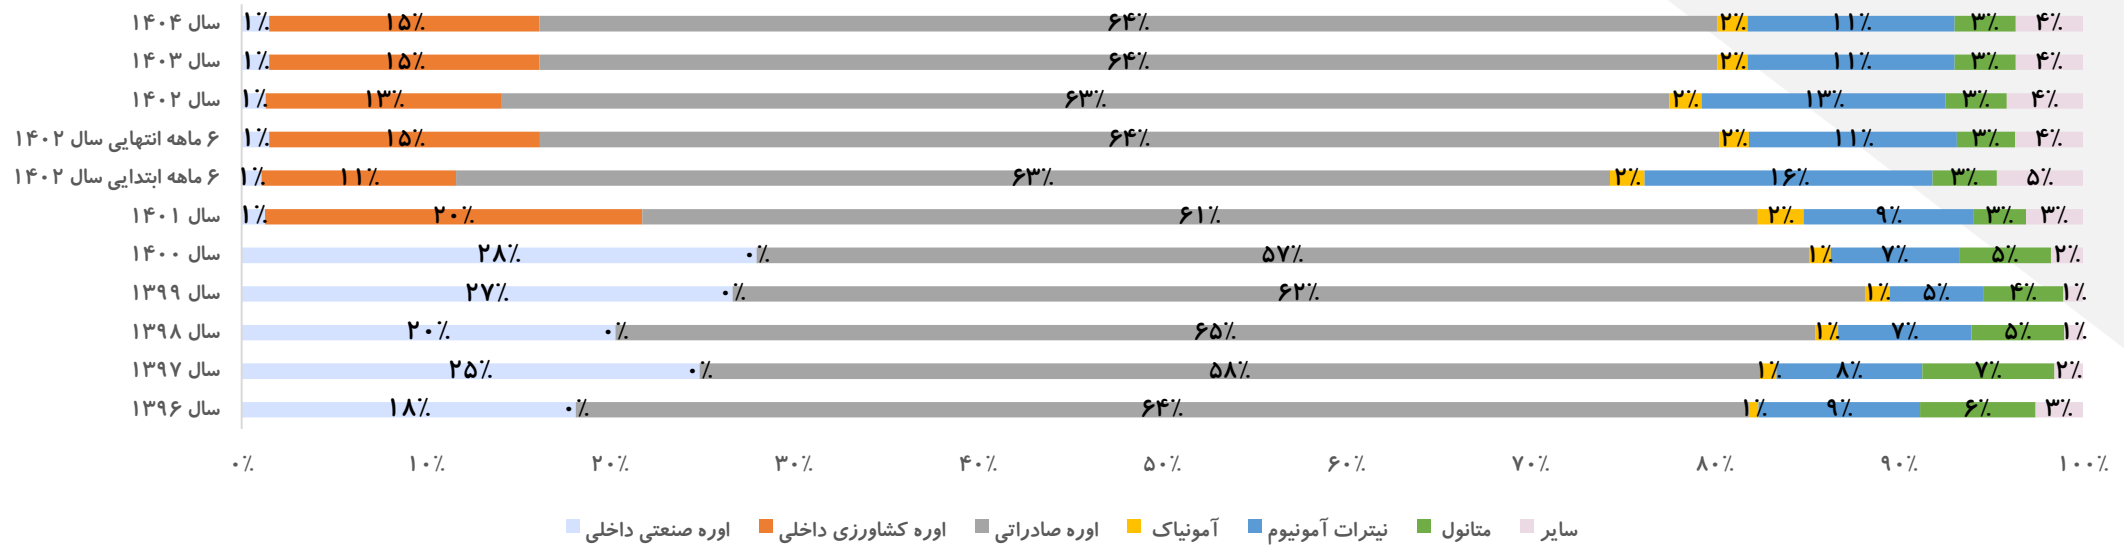 سال ۱۴۰۴ ۱٪ ۱۵٪ ۶۴٪ ۲٪ ۱۱٪ ۳٪ ۴٪
سال ۱۴۰۳ ۱٪ ۱۵٪ ۶۴٪ ۲٪ ۱۱٪ ۳٪ ۴٪
سال ۱۴۰۲ ۱٪ ۱۳٪ ۶۳٪ ۲٪ ۱۳٪ ۳٪ ۴٪
۶ ماهه انتهایی سال ۱۴۰۲ ۱٪ ۱۵٪ ۶۴٪ ۲٪ ۱۱٪ ۳٪ ۴٪
۶ ماهه ابتدایی سال ۱۴۰۲ ۱٪ ۱۱٪ ۶۳٪ ۲٪ ۱۶٪ ۳٪ ۵٪
سال ۱۴۰۱ ۱٪ ۲۰٪ ۶۱٪ ۲٪ ۹٪ ۳٪ ۳٪
سال ۱۴۰۰ ۲۸٪ ۰٪ ۵۷٪ ۱٪ ۷٪ ۵٪ ۲٪
سال ۱۳۹۹ ۲۷٪ ۰٪ ۶۲٪ ۱٪ ۵٪ ۴٪ ۱٪
سال ۱۳۹۸ ۲۰٪ ۰٪ ۶۵٪ ۱٪ ۷٪ ۵٪ ۱٪
سال ۱۳۹۷ ۲۵٪ ۰٪ ۵۸٪ ۱٪ ۸٪ ۷٪ ۲٪
سال ۱۳۹۶ ۱۸٪ ۰٪ ۶۴٪ ۱٪ ۹٪ ۶٪ ۳٪
۰٪ ۱۰٪ ۲۰٪ ۳۰٪ ۴۰٪ ۵۰٪ ۶۰٪ ۷۰٪ ۸۰٪ ۹۰٪ ۱۰۰٪
اوره صنعتی داخلی اوره کشاورزی داخلی اوره صادراتی آمونیاک نیترات آمونیوم متانول سایر